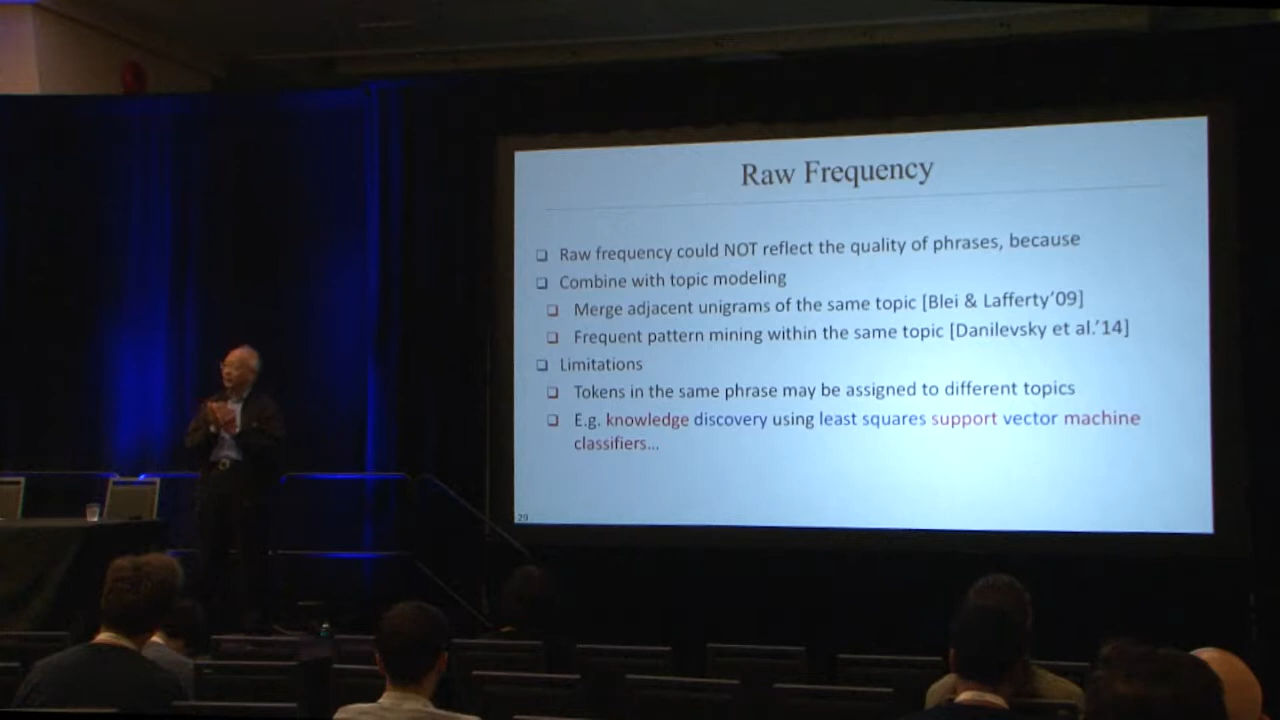 Raw Frequency
❑ Raw frequency could NOT reflect the quality of phrases, because
❑ Combine with topic modeling
❑ Merge adjacent unigrams of the same topic [Blei & Lafferty’09]
❑ Frequent pattern mining within the same topic [Danilevsky et al.’14]
❑ Limitations
❑ Tokens in the same phrase may be assigned to different topics
❑ E.g. knowledge discovery using least squares support vector machine
classifiers…
29